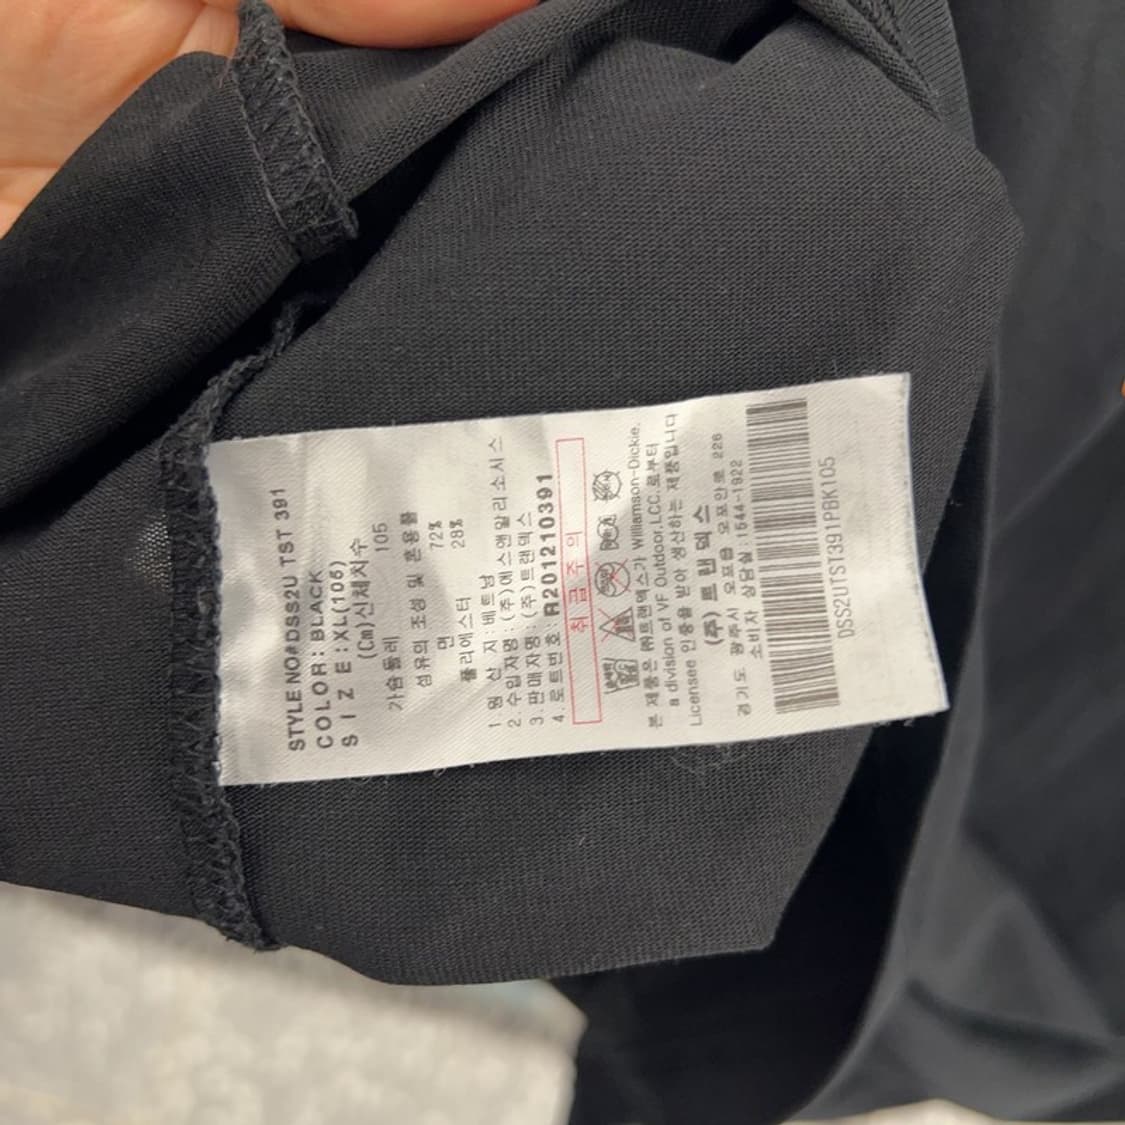 STYLE NO#DSS2U TST 391
COLOR: BLACK
SIZE:XL(105)
(Cm)신체치수
가슴둘레 105
섬유의 조성 및 혼용률
면 72%
폴리에스터 28%
1 원 산 지 : 베트남
2. 수입자명 : (주)에스앤알리소시스
3. 판매자명 : (주)트랜덱스
4. 로트번호 : R201210391
취급주의
본 제품은 ㈜트랜덱스가 Williamson-Dickie,
a division of VF Outdoor,LCC.로부터
Licensee 인증을 받아 생산하는 제품입니다
(주) 트 랜 덱 스
경기도 광주시 오포읍 오포안로 226
소비자 상담실:1544-1922
DSS2UTST391PBK105